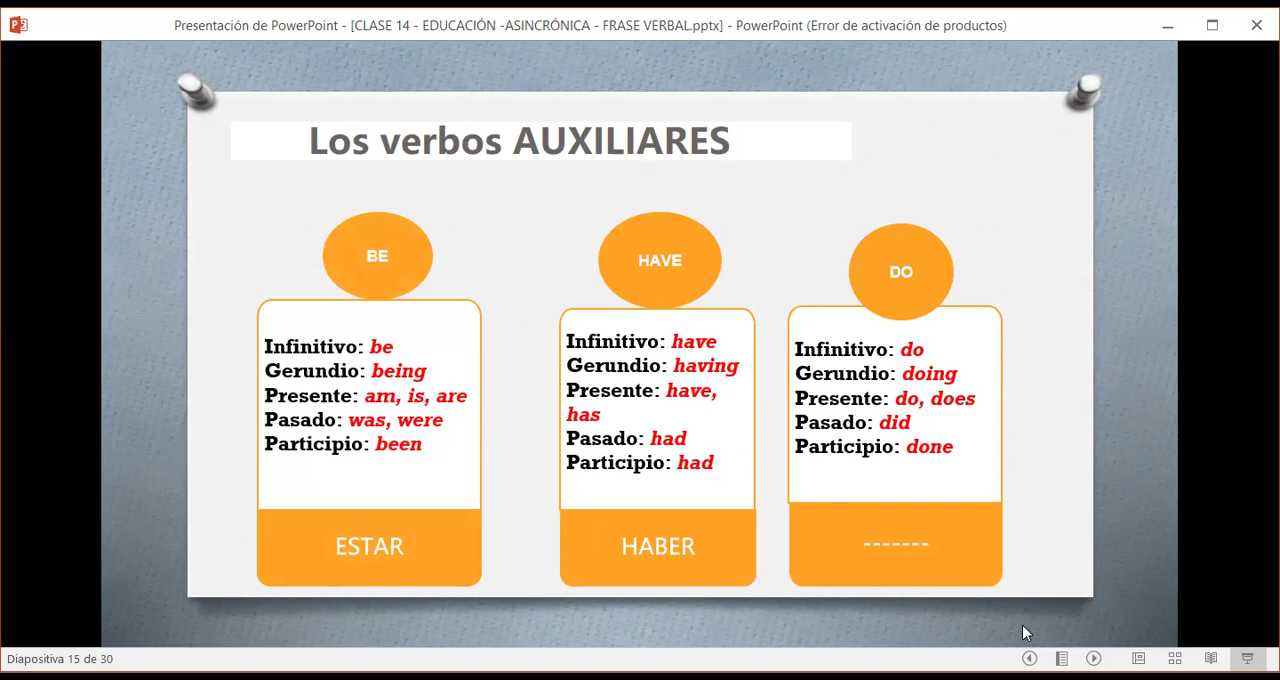 Presentación de PowerPoint - [CLASE 14 - EDUCACIÓN -ASINCRÓNICA - FRASE VERBAL.pptx] - PowerPoint (Error de activación de productos)
Los verbos AUXILIARES
BE
Infinitivo: be
Gerundio: being
Presente: am, is, are
Pasado: was, were
Participio: been
ESTAR
HAVE
Infinitivo: have
Gerundio: having
Presente: have,
has
Pasado: had
Participio: had
HABER
DO
Infinitivo: do
Gerundio: doing
Presente: do, does
Pasado: did
Participio: done
-------
Diapositiva 15 de 30